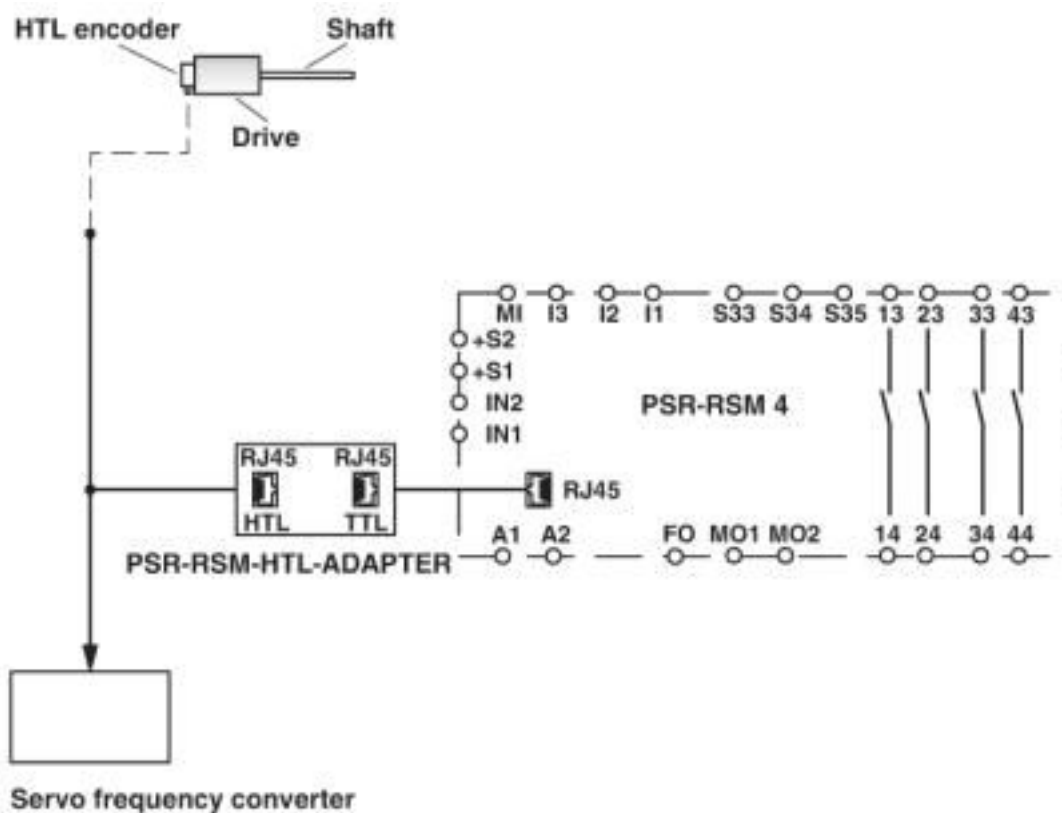 HTL encoder Shaft
Drive
MI I3 I2 I1 S33 S34 S35 13 23 33 43
+S2
+S1
IN2 PSR-RSM 4
IN1
RJ45 RJ45
RJ45
HTL TTL
A1 A2 FO MO1 MO2 14 24 34 44
PSR-RSM-HTL-ADAPTER
Servo frequency converter